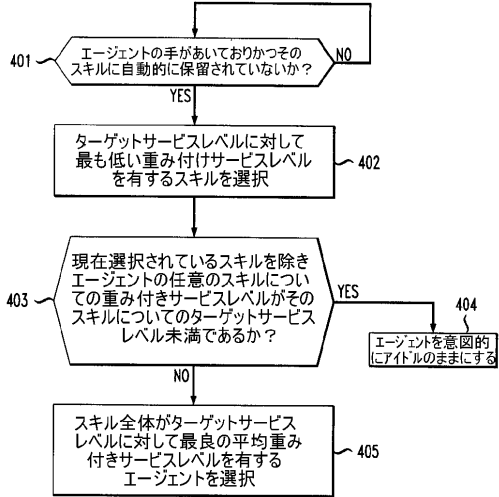 401
エージェントの手があいておりかつその
スキルに自動的に保留されていないか?
NO
YES
ターゲットサービスレベルに対して
最も低い重み付けサービスレベル
を有するスキルを選択
402
現在選択されているスキルを除き
エージェントの任意のスキルについ
ての重み付きサービスレベルがその
スキルについてのターゲットサービス
レベル未満であるか?
403
YES
404
エージェントを意図的
にアイドルのままにする
NO
スキル全体がターゲットサービス
レベルに対して最良の平均重み
付きサービスレベルを有する
エージェントを選択
405